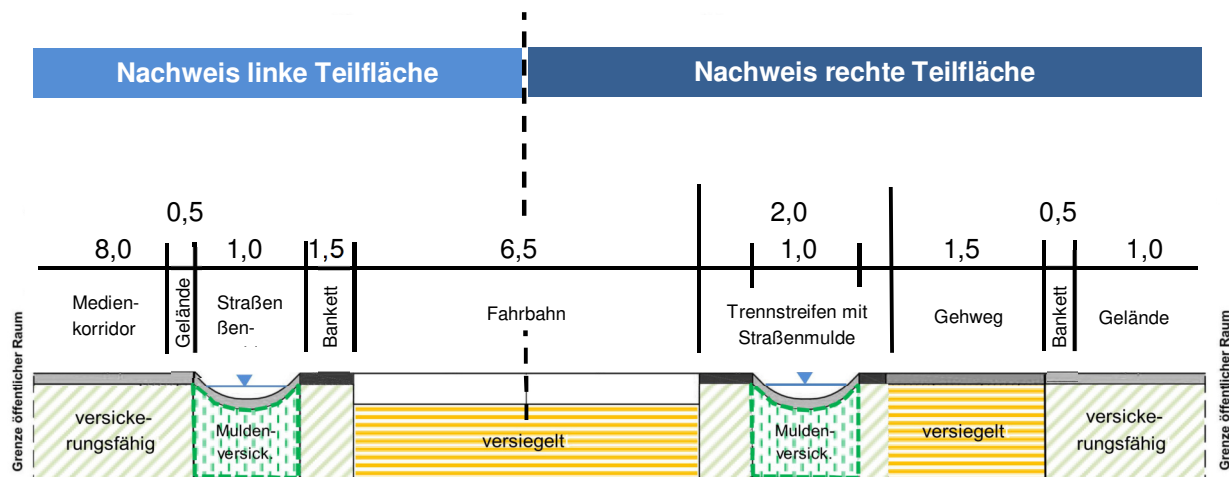 Nachweis linke Teilfläche
Nachweis rechte Teilfläche
0,5
2,0
0,5
8,0
1,0
1,5
6,5
1,0
1,5
1,0
Medien-
korridor
Gelände
Straßen
ßen-
Bankett
Fahrbahn
Trennstreifen mit
Straßenmulde
Gehweg
Bankett
Gelände
Grenze öffentlicher Raum
versicke-
rungsfähig
Mulden-
versick.
versiegelt
Mulden-
versick.
versiegelt
versicke-
rungsfähig
Grenze öffentlicher Raum